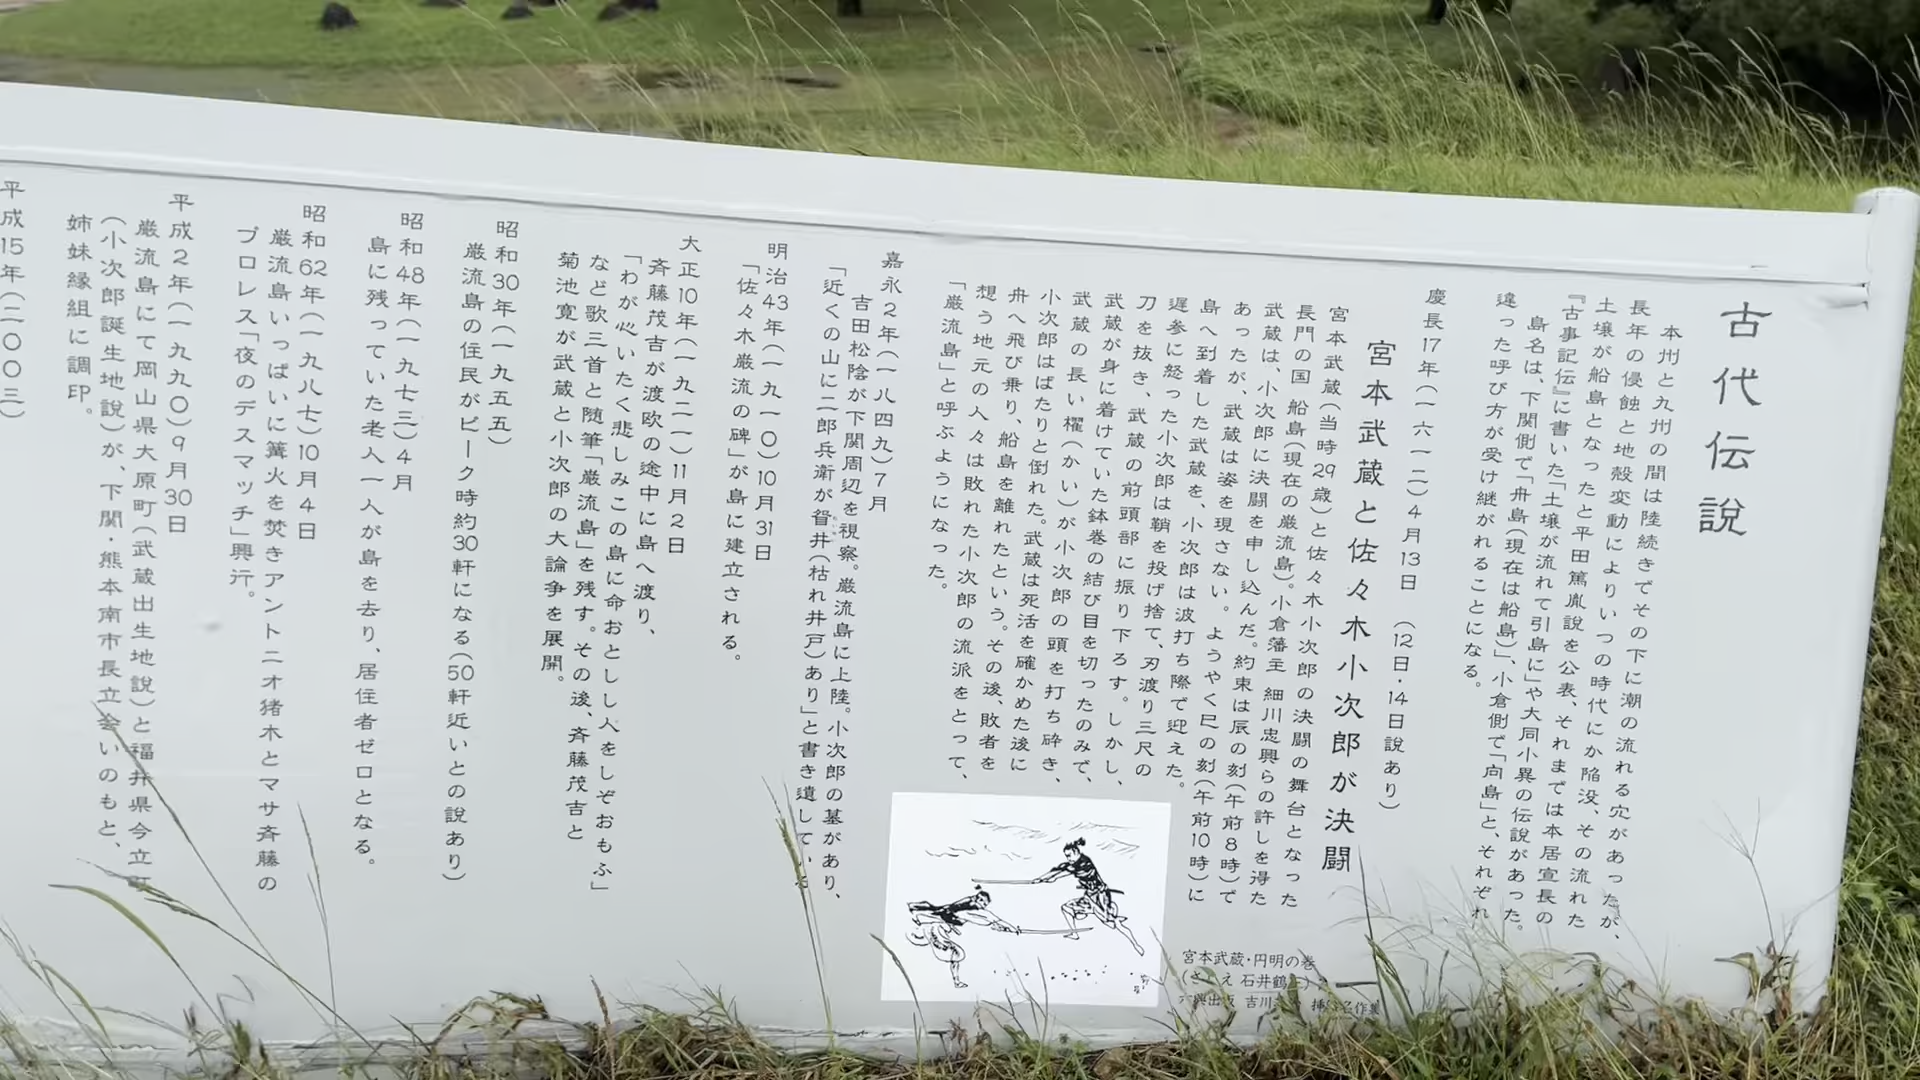 古代伝説
本州と九州の間は陸続きでその下に潮の流れる穴があったが、
長年の侵蝕と地殻変動によりいつの時代にか陥没、その流れた
土壌が船島となったと平田篤胤説を公表、それまでは本居宣長の
『古事記伝』に書いた「土壌が流れて引島に」や大同小異の伝説があった。
島名は、下関側で「舟島(現在は船島)」、小倉側で「向島」と、それぞれ
違った呼び方が受け継がれることになる。
慶長17年(一六一二)4月13日 (12日・14日説あり)
宮本武蔵と佐々木小次郎が決闘
宮本武蔵(当時29歳)と佐々木小次郎の決闘の舞台となった
長門の国 船島(現在の厳流島)。小倉藩主 細川忠興らの許しを得た
武蔵は、小次郎に決闘を申し込んだ。約束は辰の刻(午前8時)で
あったが、武蔵は姿を現さない。ようやく巳の刻(午前10時)に
島へ到着した武蔵を、小次郎は波打ち際で迎えた。
遅参に怒った小次郎は鞘を投げ捨て、刃渡り三尺の
刀を抜き、武蔵の前頭部に振り下ろす。しかし、
武蔵が身に着けていた鉢巻の結び目を切ったのみで、
武蔵の長い櫂(かい)が小次郎の頭を打ち砕き、
小次郎はばたりと倒れた。武蔵は死活を確かめた後に
舟へ飛び乗り、船島を離れたという。その後、敗者を
想う地元の人々は敗れた小次郎の流派をとって、
「厳流島」と呼ぶようになった。
嘉永2年(一八四九)7月
吉田松陰が下関周辺を視察。厳流島に上陸。小次郎の墓があり、
「近くの山に二郎兵衛が眢井(枯れ井戸)あり」と書き遺している
明治43年(一九一〇)10月31日
「佐々木厳流の碑」が島に建立される。
大正10年(一九二一)11月2日
斉藤茂吉が渡欧の途中に島へ渡り、
「わが心いたく悲しみこの島に命おとしし人をしぞおもふ」
など歌三首と随筆「厳流島」を残す。その後、斉藤茂吉と
菊池寛が武蔵と小次郎の大論争を展開。
昭和30年(一九五五)
厳流島の住民がピーク時約30軒になる(50軒近いとの説あり)
昭和48年(一九七三)4月
島に残っていた老人一人が島を去り、居住者ゼロとなる。
昭和62年(一九八七)10月4日
厳流島いっぱいに篝火を焚きアントニオ猪木とマサ斉藤の
プロレス「夜のデスマッチ」興行。
平成2年(一九九〇)9月30日
厳流島にて岡山県大原町(武蔵出生地説)と福井県今立町
(小次郎誕生地説)が、下関・熊本南市長立会いのもと、
姉妹縁組に調印。
平成15年(二〇〇三)
宮本武蔵・円明の巻
(さしえ 石井鶴三)